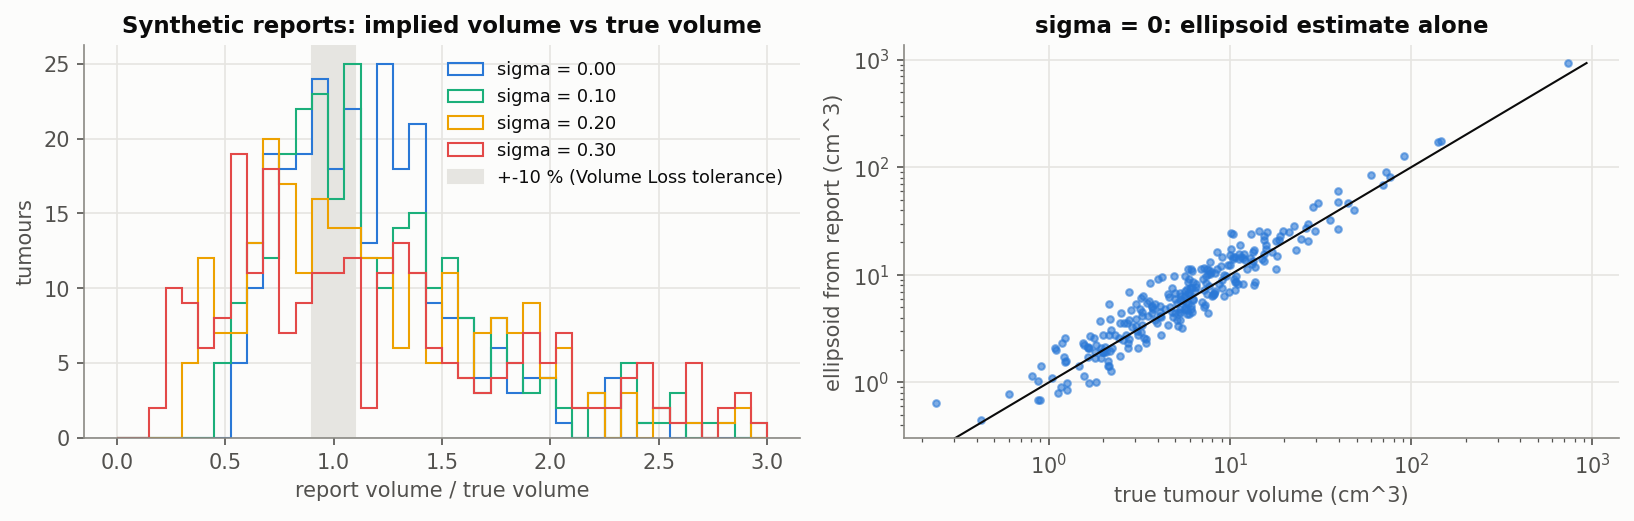 Synthetic reports: implied volume vs true volume
25
20
15
10
5
0
tumours
sigma = 0.00
sigma = 0.10
sigma = 0.20
sigma = 0.30
+-10 % (Volume Loss tolerance)
0.0 0.5 1.0 1.5 2.0 2.5 3.0
report volume / true volume
sigma = 0: ellipsoid estimate alone
10^3
10^2
10^1
10^0
ellipsoid from report (cm^3)
10^0 10^1 10^2 10^3
true tumour volume (cm^3)